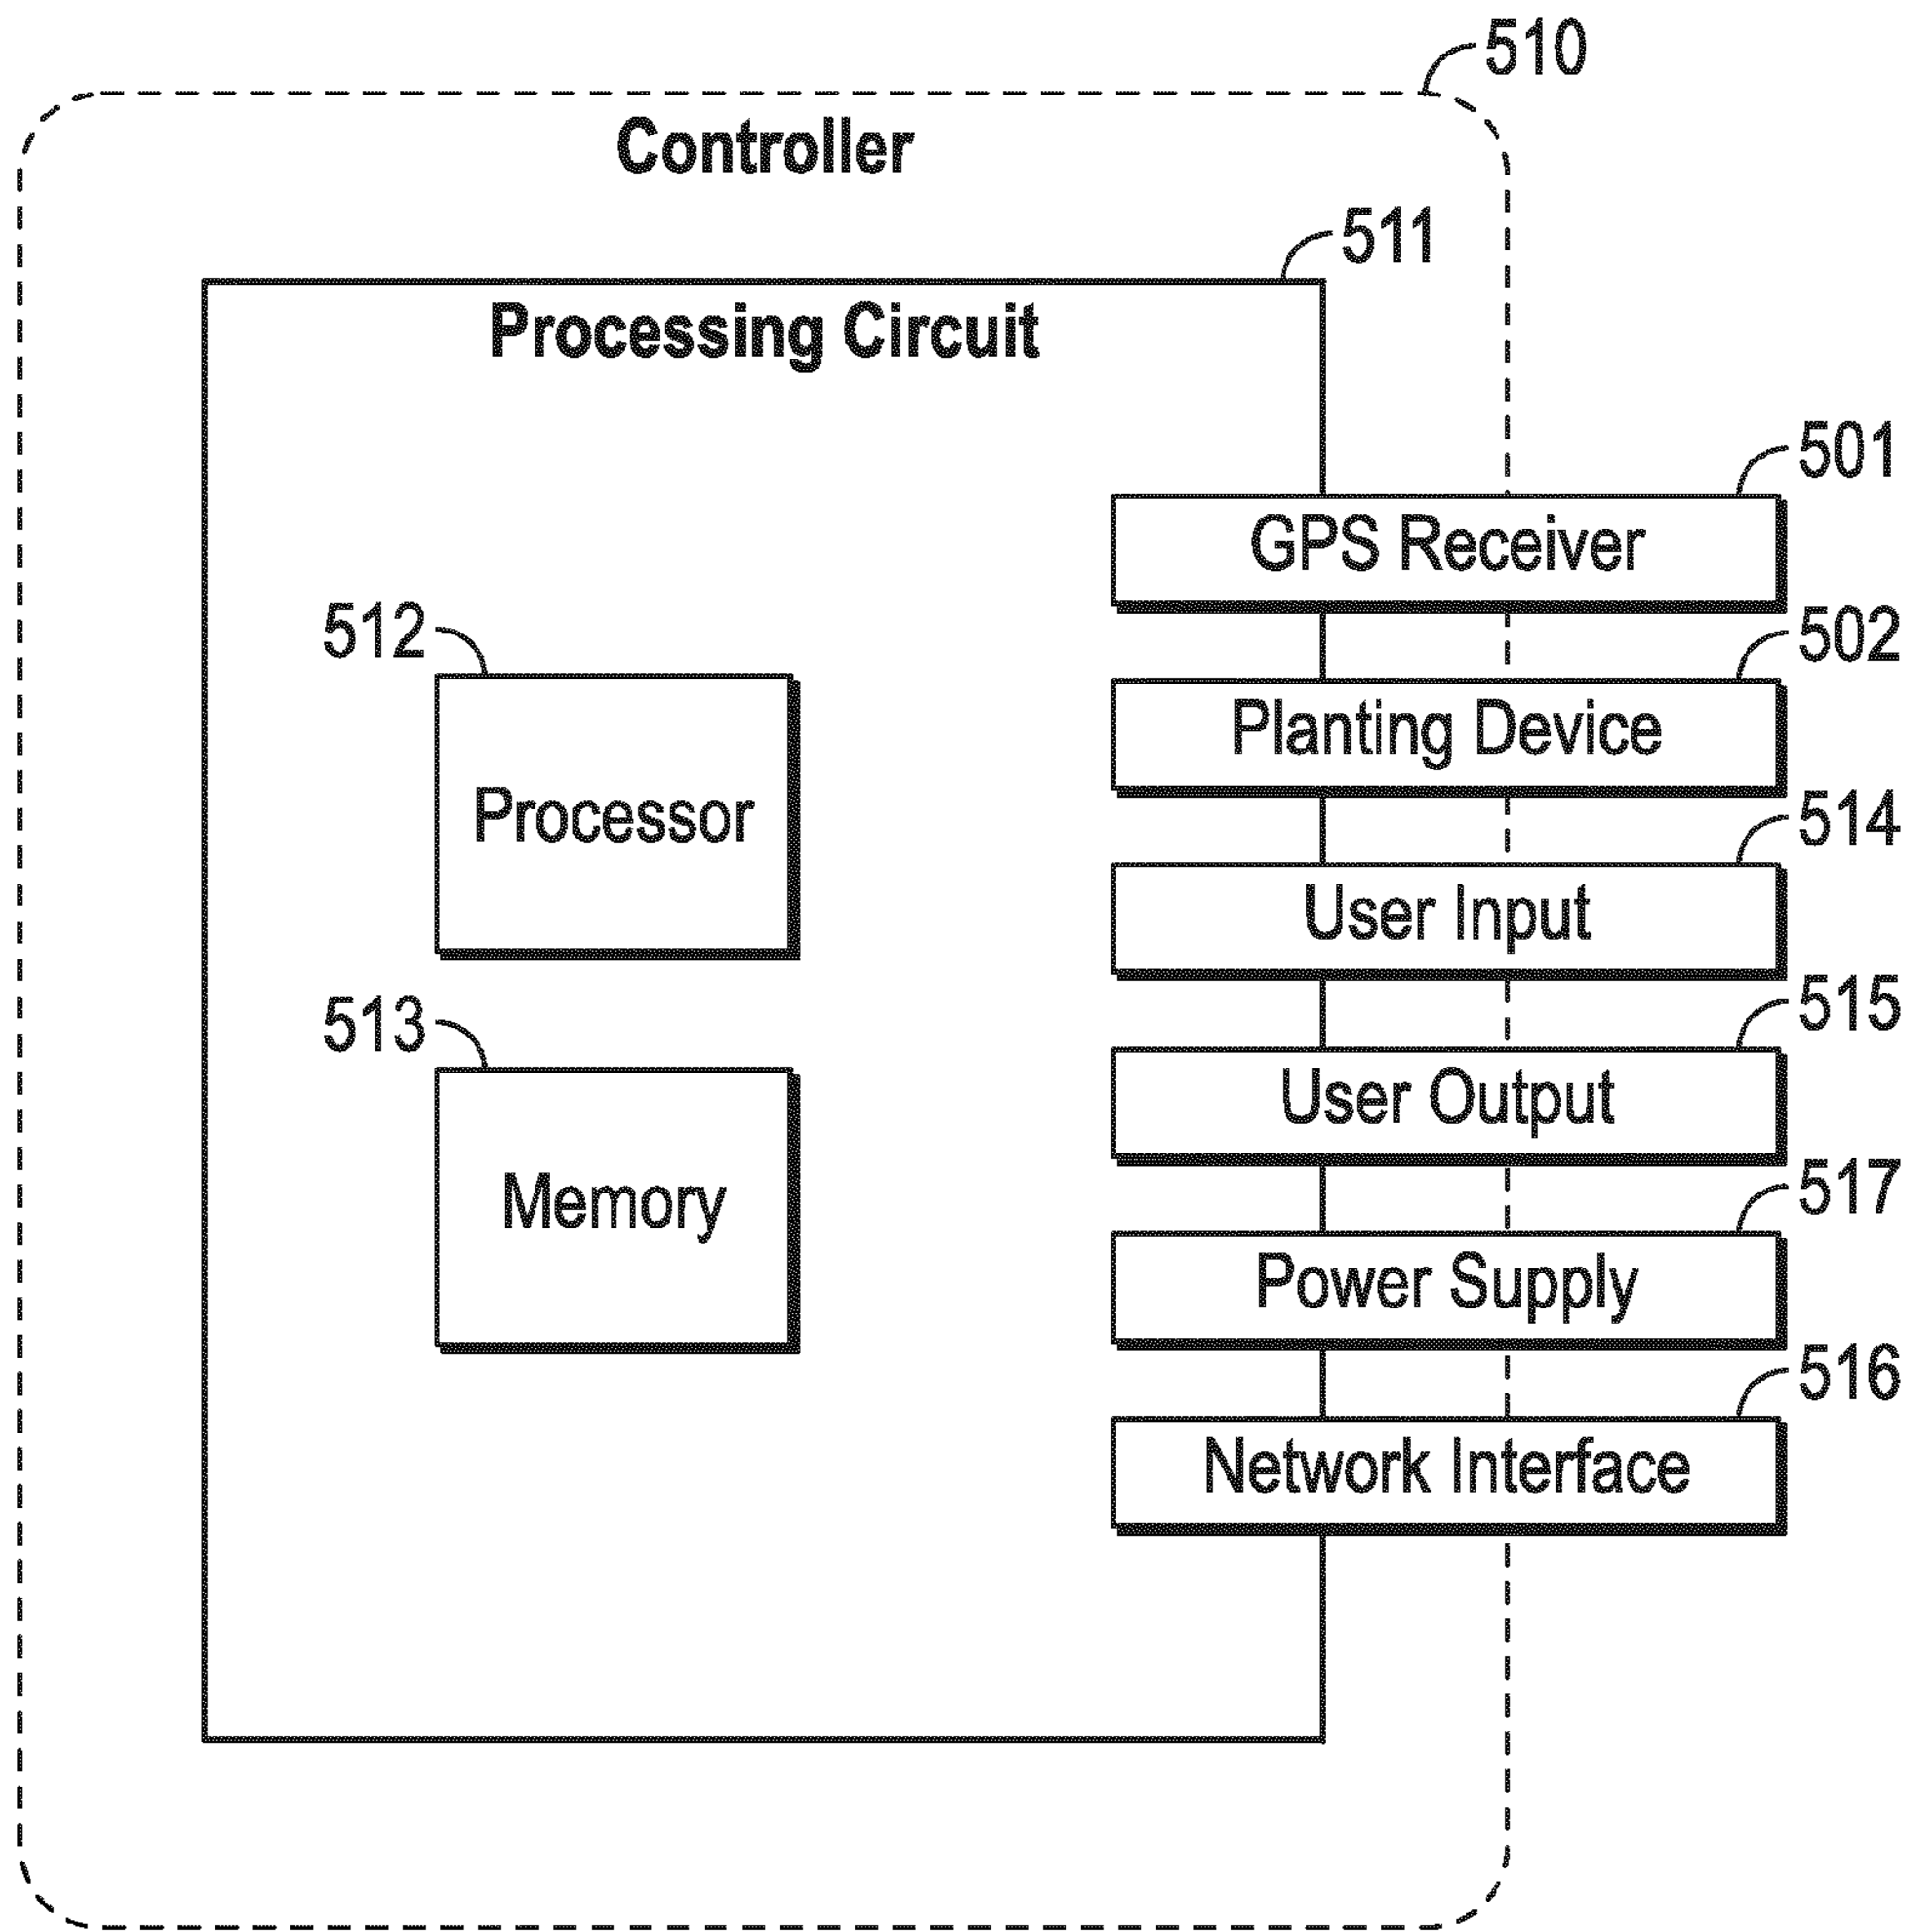 510
Controller
511
Processing Circuit
501
GPS Receiver
502
Planting Device
512
Processor
514
User Input
515
User Output
513
Memory
517
Power Supply
516
Network Interface